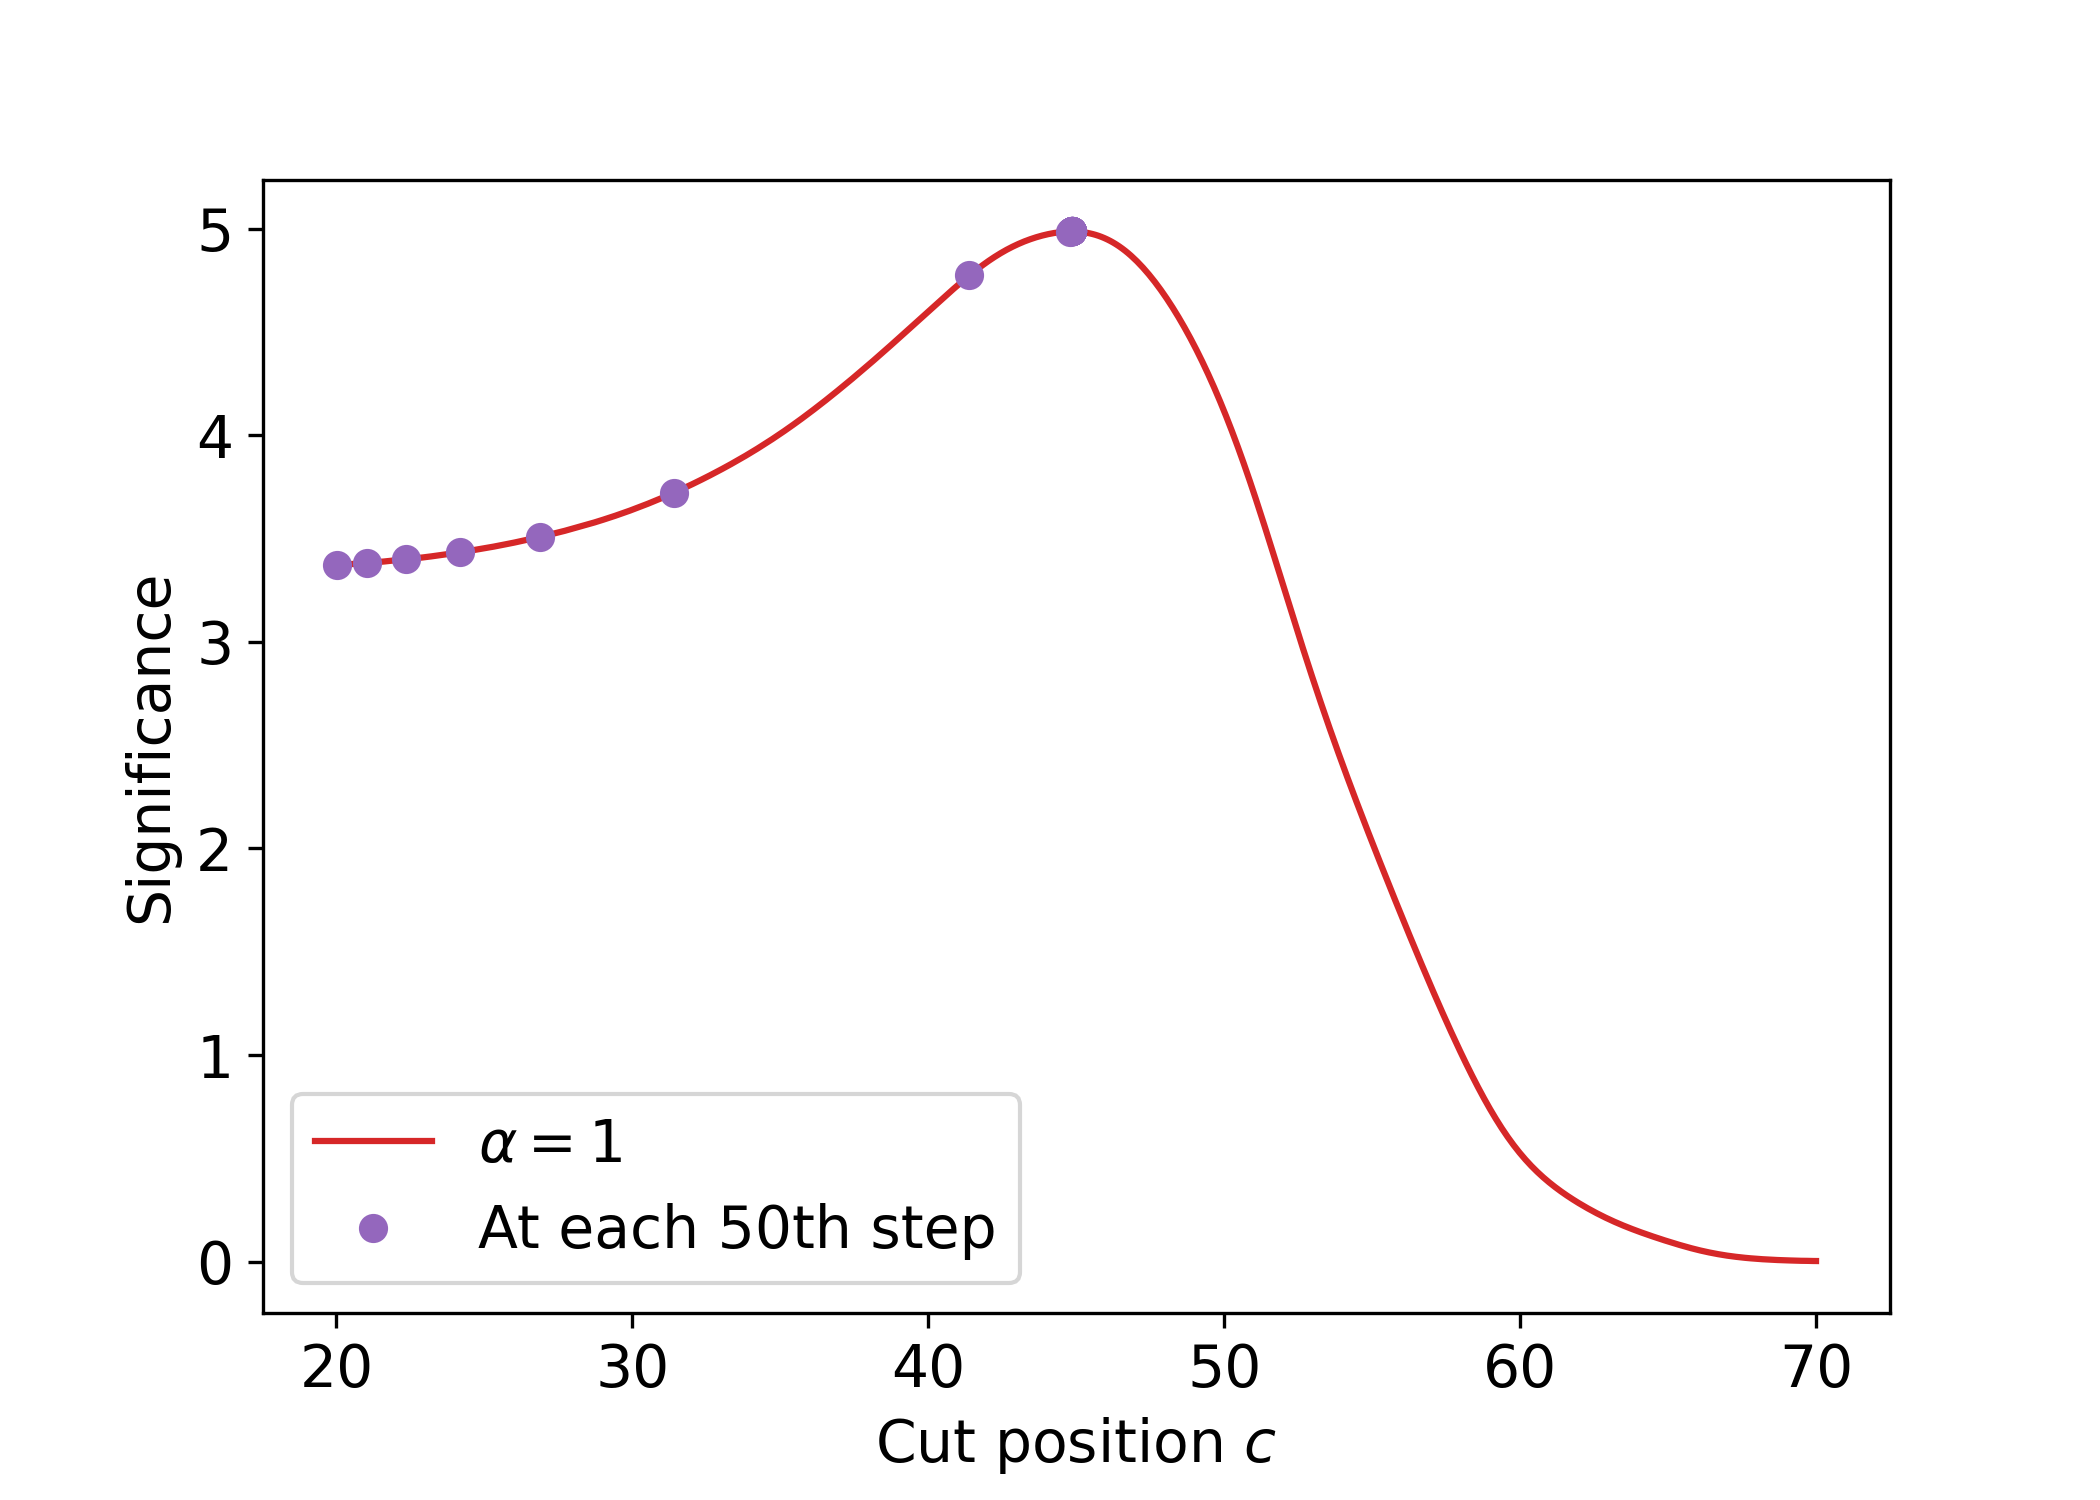 5
4
3
2
1
0
Significance
α = 1
At each 50th step
20 30 40 50 60 70
Cut position c